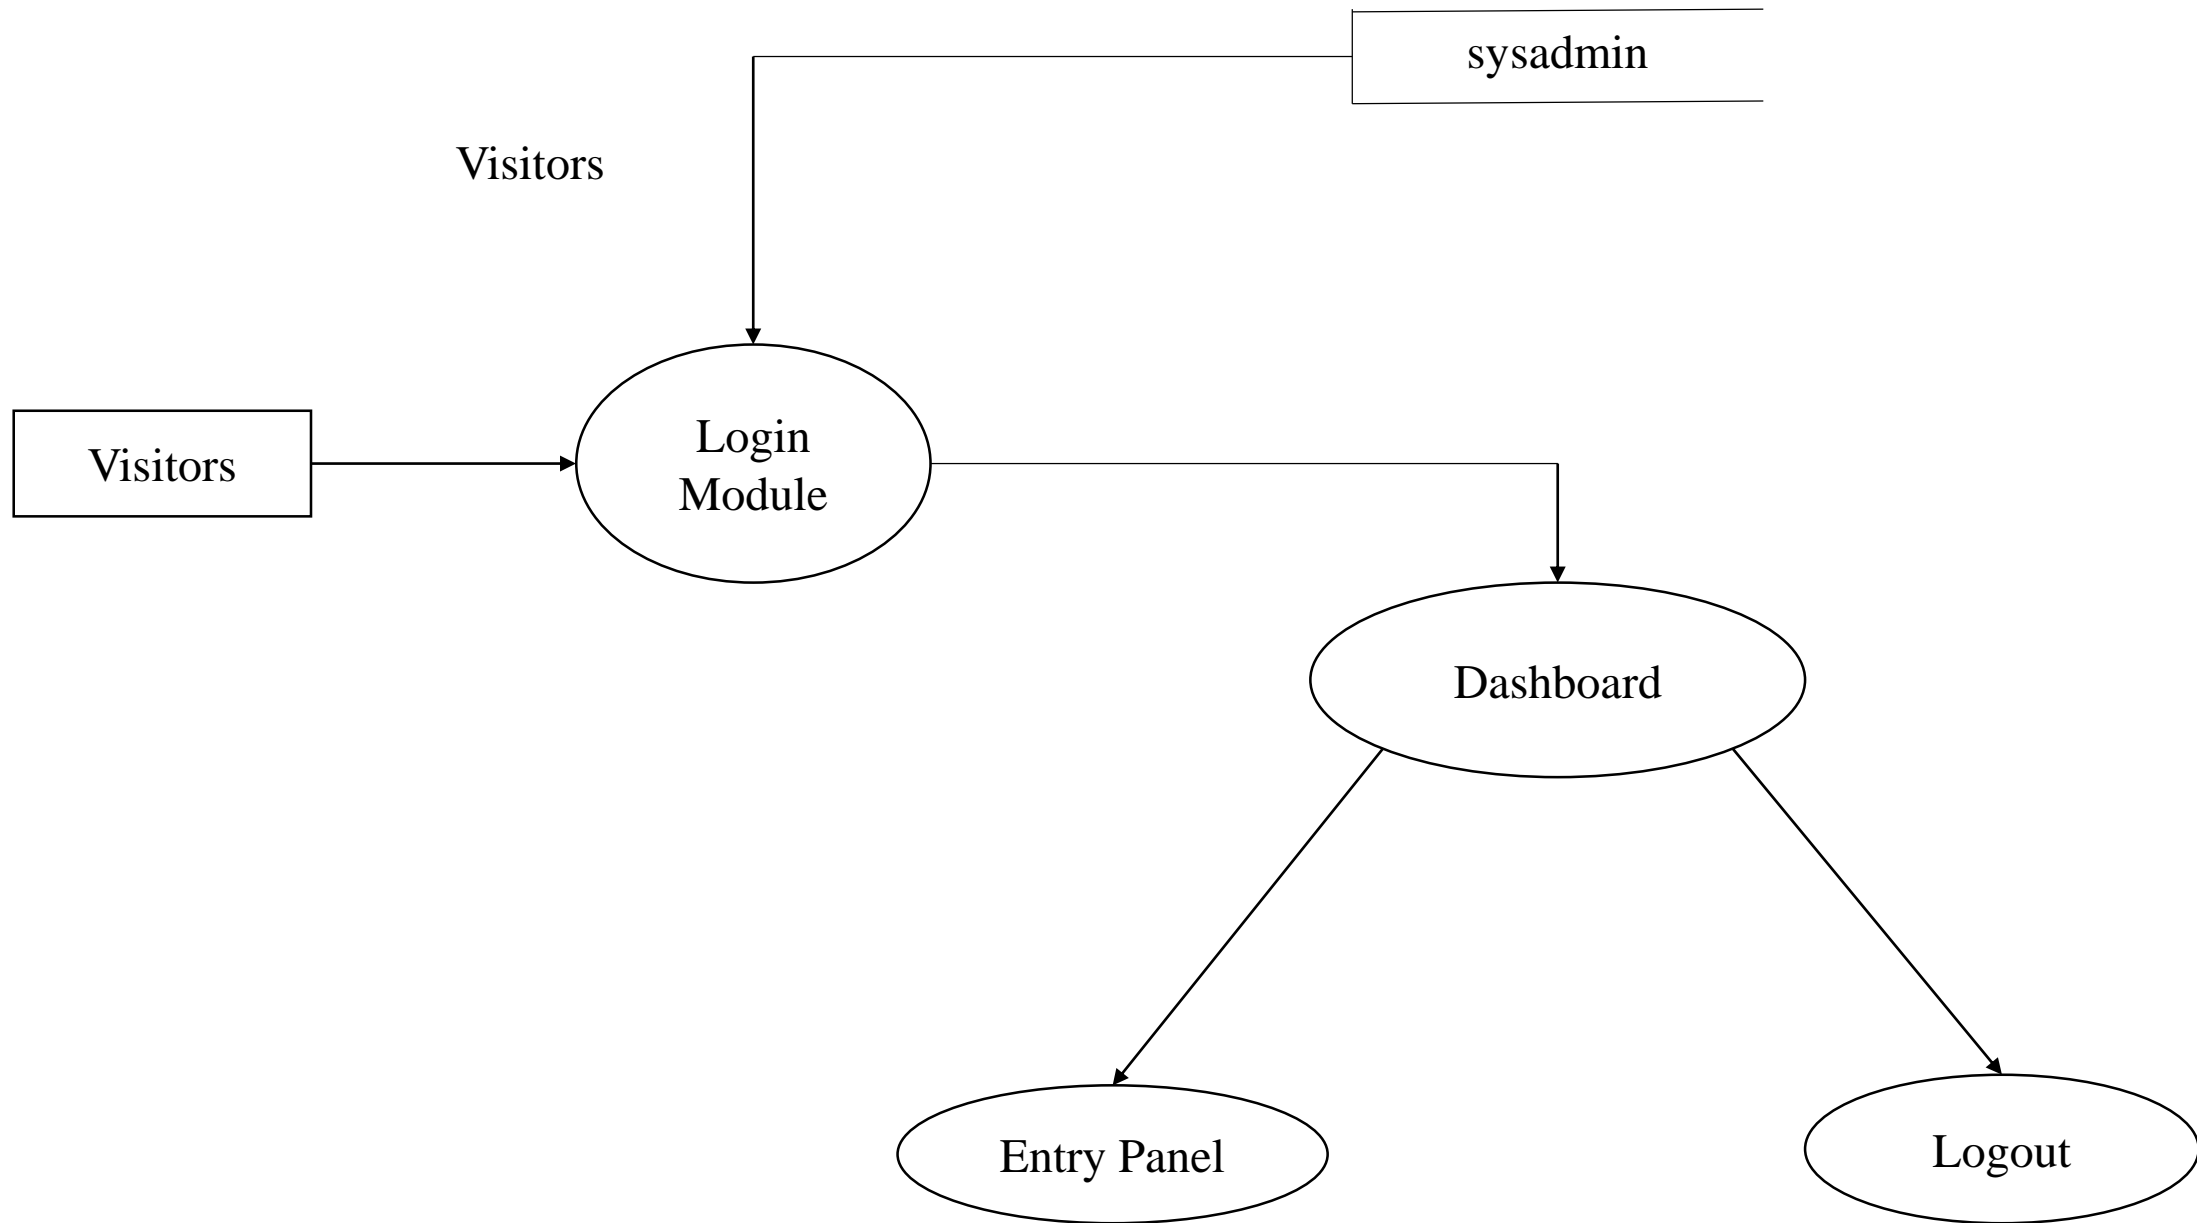 sysadmin
Visitors
Visitors
Login
Module
Dashboard
Entry Panel
Logout